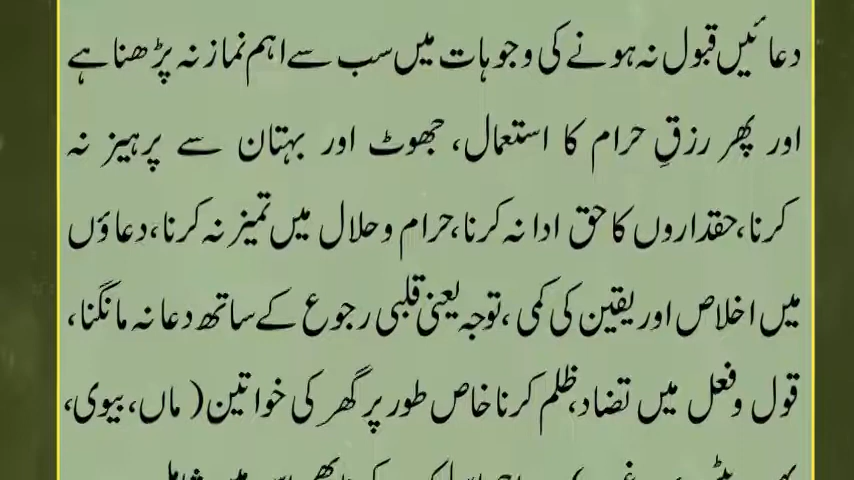 دعائیں قبول نہ ہونے کی وجوہات میں سب سے اہم نماز نہ پڑھنا ہے
اور پھر رزقِ حرام کا استعمال، جھوٹ اور بہتان سے پرہیز نہ
کرنا، حقداروں کا حق ادا نہ کرنا، حرام و حلال میں تمیز نہ کرنا، دعاؤں
میں اخلاص اور یقین کی کمی، توجہ یعنی قلبی رجوع کے ساتھ دعا نہ مانگنا،
قول و فعل میں تضاد، ظلم کرنا خاص طور پر گھر کی خواتین (ماں، بیوی،